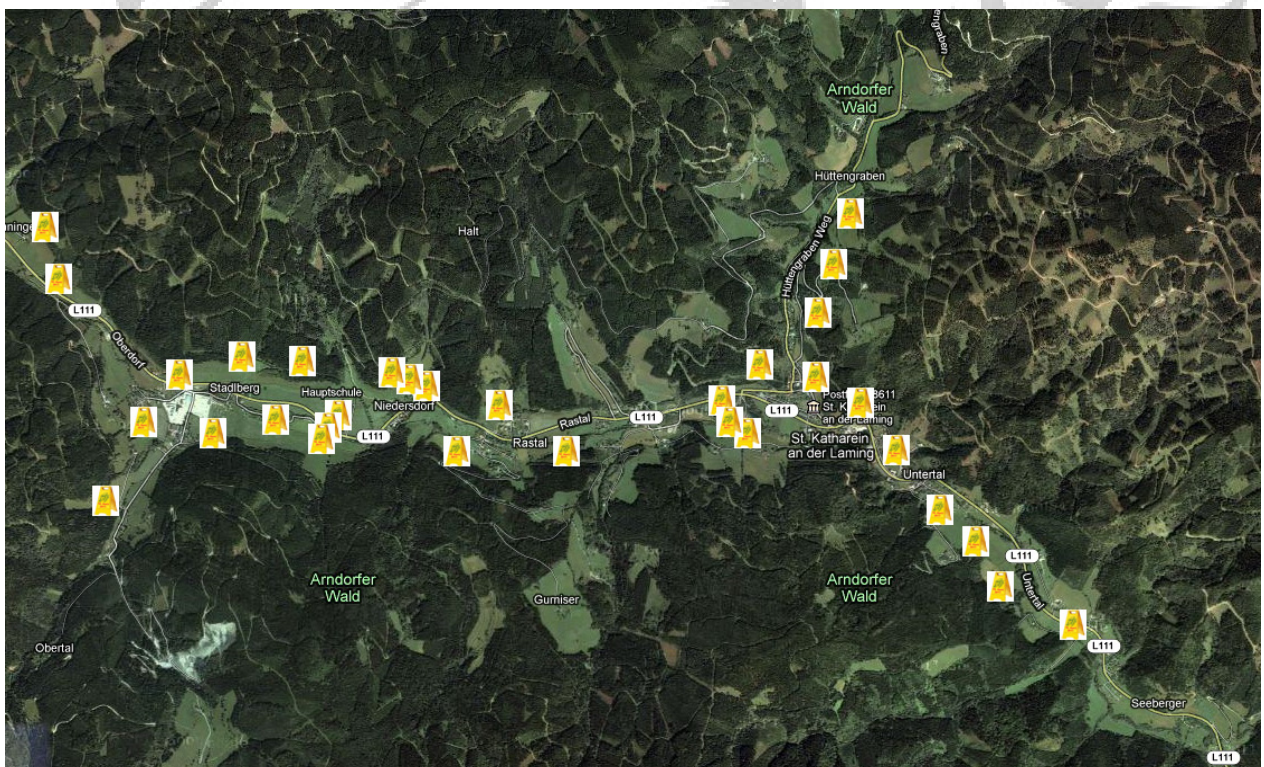 Arndorfer
Wald
Hüttengraben
Hüttengraben Weg
Halt
L111
Oberdorf
Stadlberg
Hauptschule
Niedersdorf
L111
Rastal
Rastal
L111
L111
St. Katharein
an der Laming
Untertal
L111
Untertal
Arndorfer
Wald
Arndorfer
Wald
Gurniser
Obertal
L111
Seeberger
L111